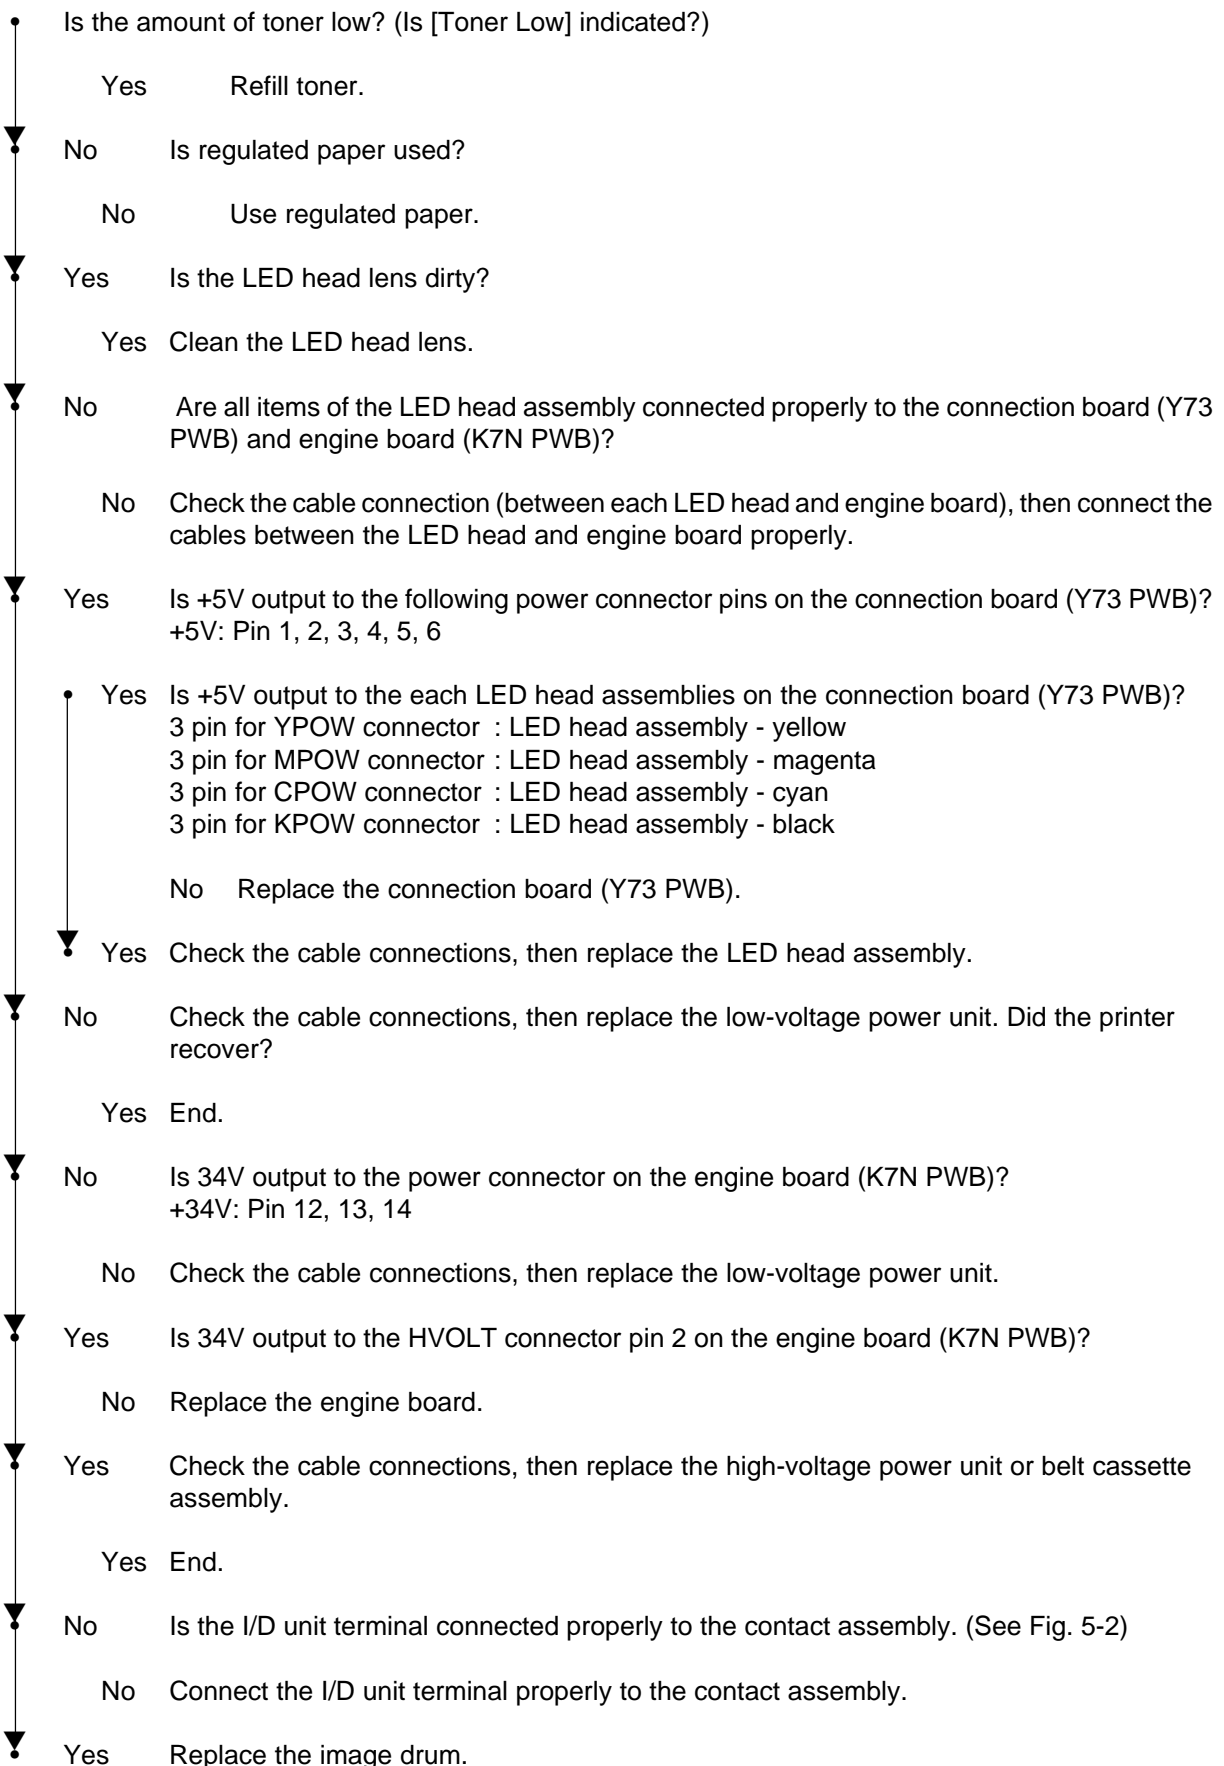 Is the amount of toner low? (Is [Toner Low] indicated?)
Yes Refill toner.
No Is regulated paper used?
No Use regulated paper.
Yes Is the LED head lens dirty?
Yes Clean the LED head lens.
No Are all items of the LED head assembly connected properly to the connection board (Y73
PWB) and engine board (K7N PWB)?
No Check the cable connection (between each LED head and engine board), then connect the
cables between the LED head and engine board properly.
Yes Is +5V output to the following power connector pins on the connection board (Y73 PWB)?
+5V: Pin 1, 2, 3, 4, 5, 6
Yes Is +5V output to the each LED head assemblies on the connection board (Y73 PWB)?
3 pin for YPOW connector : LED head assembly - yellow
3 pin for MPOW connector : LED head assembly - magenta
3 pin for CPOW connector : LED head assembly - cyan
3 pin for KPOW connector : LED head assembly - black
No Replace the connection board (Y73 PWB).
Yes Check the cable connections, then replace the LED head assembly.
No Check the cable connections, then replace the low-voltage power unit. Did the printer
recover?
Yes End.
No Is 34V output to the power connector on the engine board (K7N PWB)?
+34V: Pin 12, 13, 14
No Check the cable connections, then replace the low-voltage power unit.
Yes Is 34V output to the HVOLT connector pin 2 on the engine board (K7N PWB)?
No Replace the engine board.
Yes Check the cable connections, then replace the high-voltage power unit or belt cassette
assembly.
Yes End.
No Is the I/D unit terminal connected properly to the contact assembly. (See Fig. 5-2)
No Connect the I/D unit terminal properly to the contact assembly.
Yes Replace the image drum.